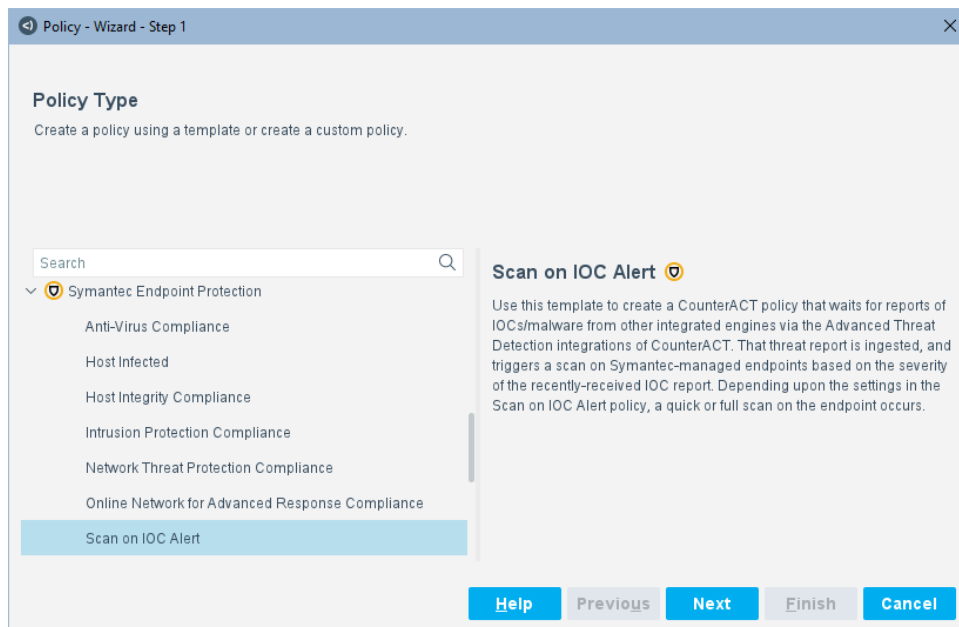 Policy - Wizard - Step 1
Policy Type
Create a policy using a template or create a custom policy.
Search
Symantec Endpoint Protection
Anti-Virus Compliance
Host Infected
Host Integrity Compliance
Intrusion Protection Compliance
Network Threat Protection Compliance
Online Network for Advanced Response Compliance
Scan on IOC Alert
Scan on IOC Alert
Use this template to create a CounterACT policy that waits for reports of
IOCs/malware from other integrated engines via the Advanced Threat
Detection integrations of CounterACT. That threat report is ingested, and
triggers a scan on Symantec-managed endpoints based on the severity
of the recently-received IOC report. Depending upon the settings in the
Scan on IOC Alert policy, a quick or full scan on the endpoint occurs.
Help Previous Next Finish Cancel